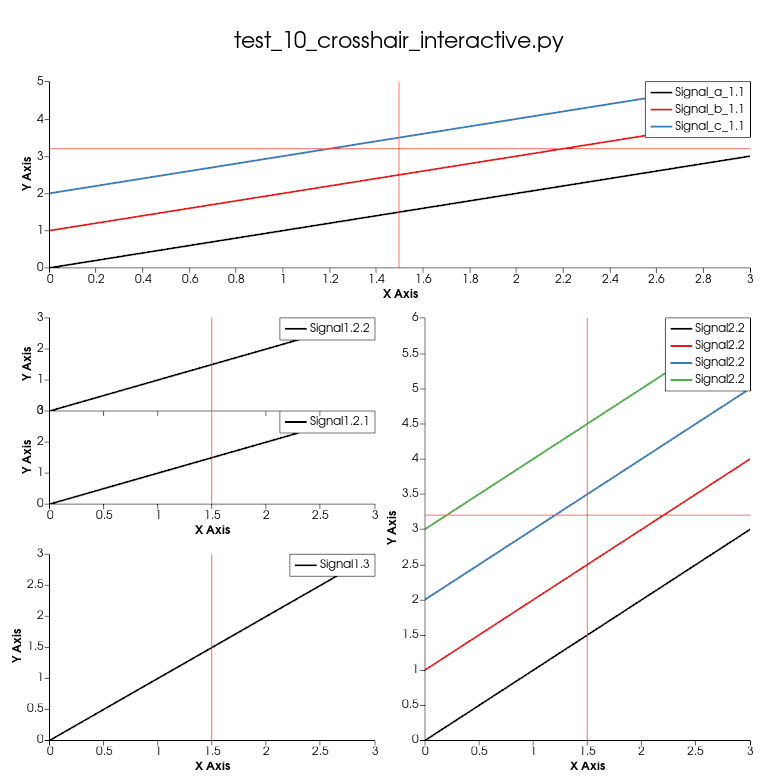 test_10_crosshair_interactive.py
5
4
3
2
1
0
Y Axis
Signal_a_1.1
Signal_b_1.1
Signal_c_1.1
0 0.2 0.4 0.6 0.8 1 1.2 1.4 1.6 1.8 2 2.2 2.4 2.6 2.8 3
X Axis
3
2
1
0
Y Axis
Signal1.2.2
3
2
1
0
Y Axis
Signal1.2.1
0 0.5 1 1.5 2 2.5 3
X Axis
3
2.5
2
1.5
1
0.5
0
Y Axis
Signal1.3
0 0.5 1 1.5 2 2.5 3
X Axis
6
5.5
5
4.5
4
3.5
3
2.5
2
1.5
1
0.5
0
Y Axis
Signal2.2
Signal2.2
Signal2.2
Signal2.2
0 0.5 1 1.5 2 2.5 3
X Axis